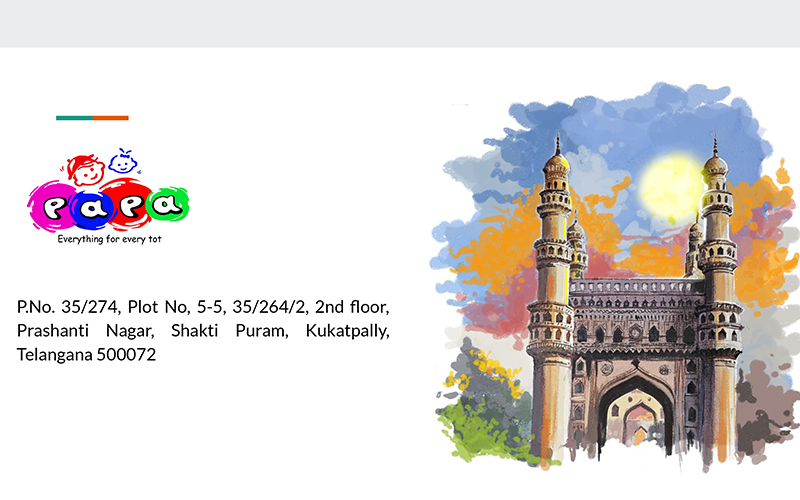 PaPa
Everything for every tot
P.No. 35/274, Plot No, 5-5, 35/264/2, 2nd floor,
Prashanti Nagar, Shakti Puram, Kukatpally,
Telangana 500072